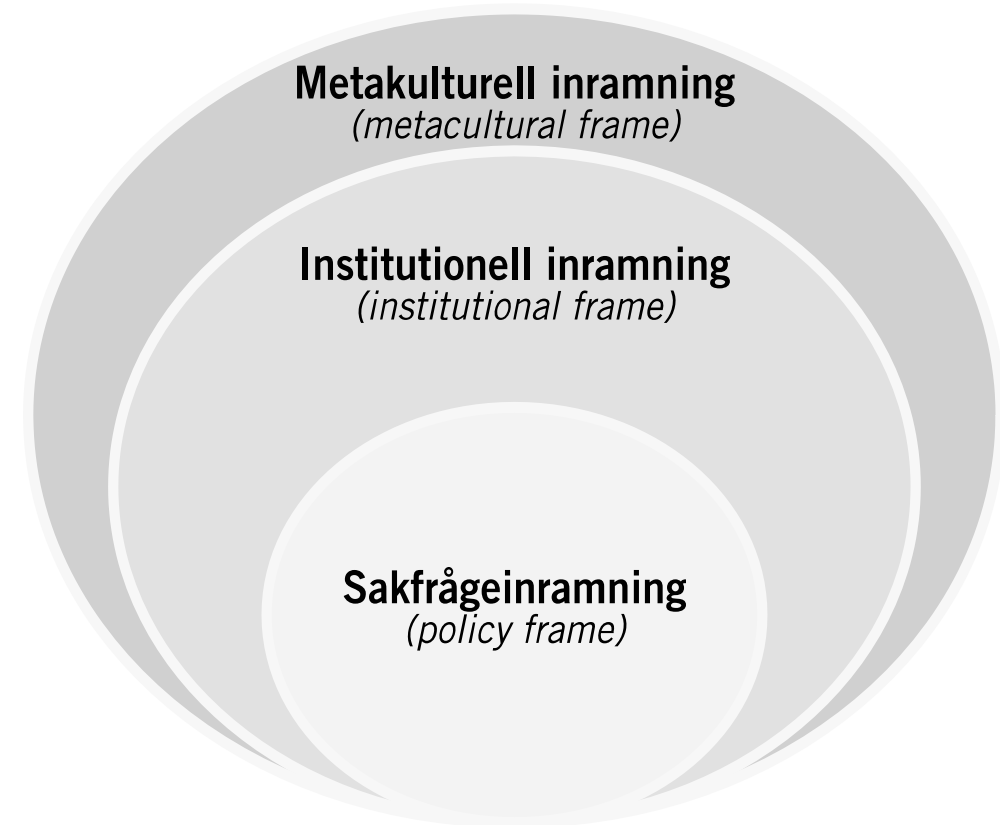 Metakulturell inramning
(metacultural frame)
Institutionell inramning
(institutional frame)
Sakfrågeinramning
(policy frame)